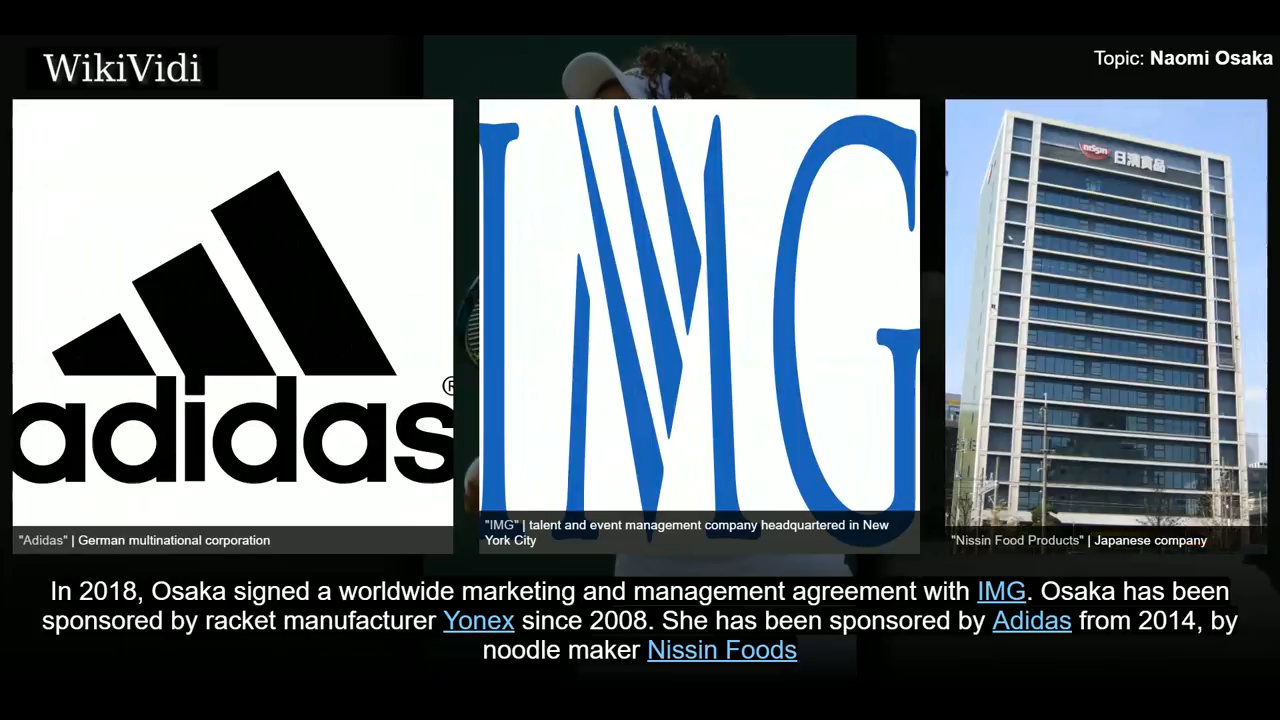 WikiVidi
Topic: Naomi Osaka
adidas®
IMG
nissin 日清食品
"Adidas" | German multinational corporation
"IMG" | talent and event management company headquartered in New
York City
"Nissin Food Products" | Japanese company
In 2018, Osaka signed a worldwide marketing and management agreement with IMG. Osaka has been
sponsored by racket manufacturer Yonex since 2008. She has been sponsored by Adidas from 2014, by
noodle maker Nissin Foods